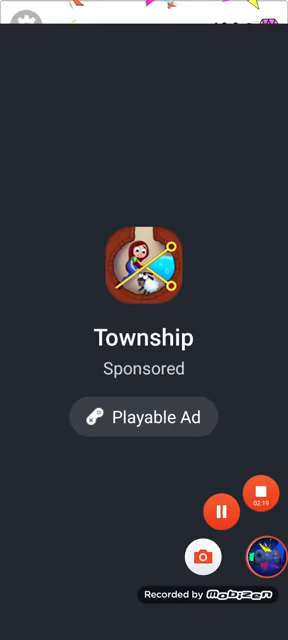 Township
Sponsored
Playable Ad
02:19
Recorded by mobizen